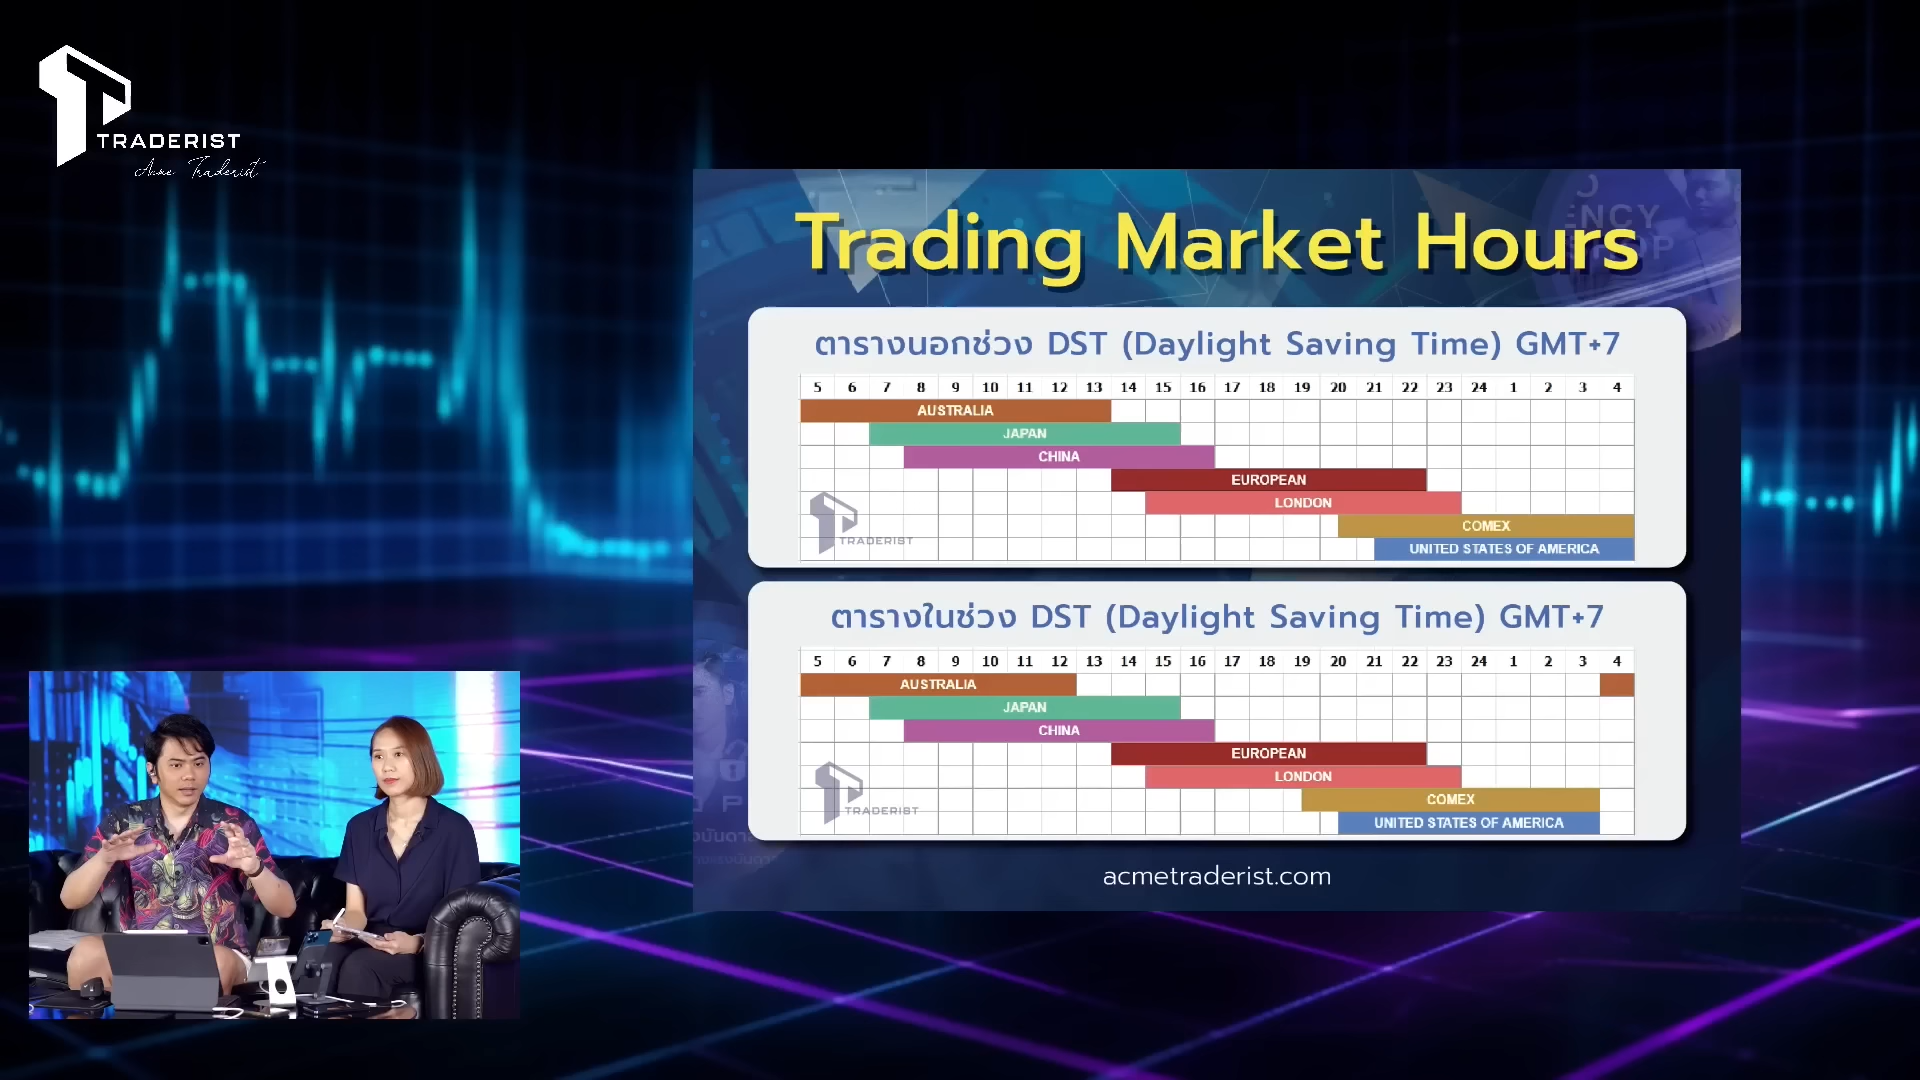 TRADERIST
Acme Traderist
Trading Market Hours
ตารางนอกช่วง DST (Daylight Saving Time) GMT+7
5 6 7 8 9 10 11 12 13 14 15 16 17 18 19 20 21 22 23 24 1 2 3 4
AUSTRALIA
JAPAN
CHINA
EUROPEAN
LONDON
COMEX
UNITED STATES OF AMERICA
TRADERIST
ตารางในช่วง DST (Daylight Saving Time) GMT+7
5 6 7 8 9 10 11 12 13 14 15 16 17 18 19 20 21 22 23 24 1 2 3 4
AUSTRALIA
JAPAN
CHINA
EUROPEAN
LONDON
COMEX
UNITED STATES OF AMERICA
TRADERIST
acmetraderist.com